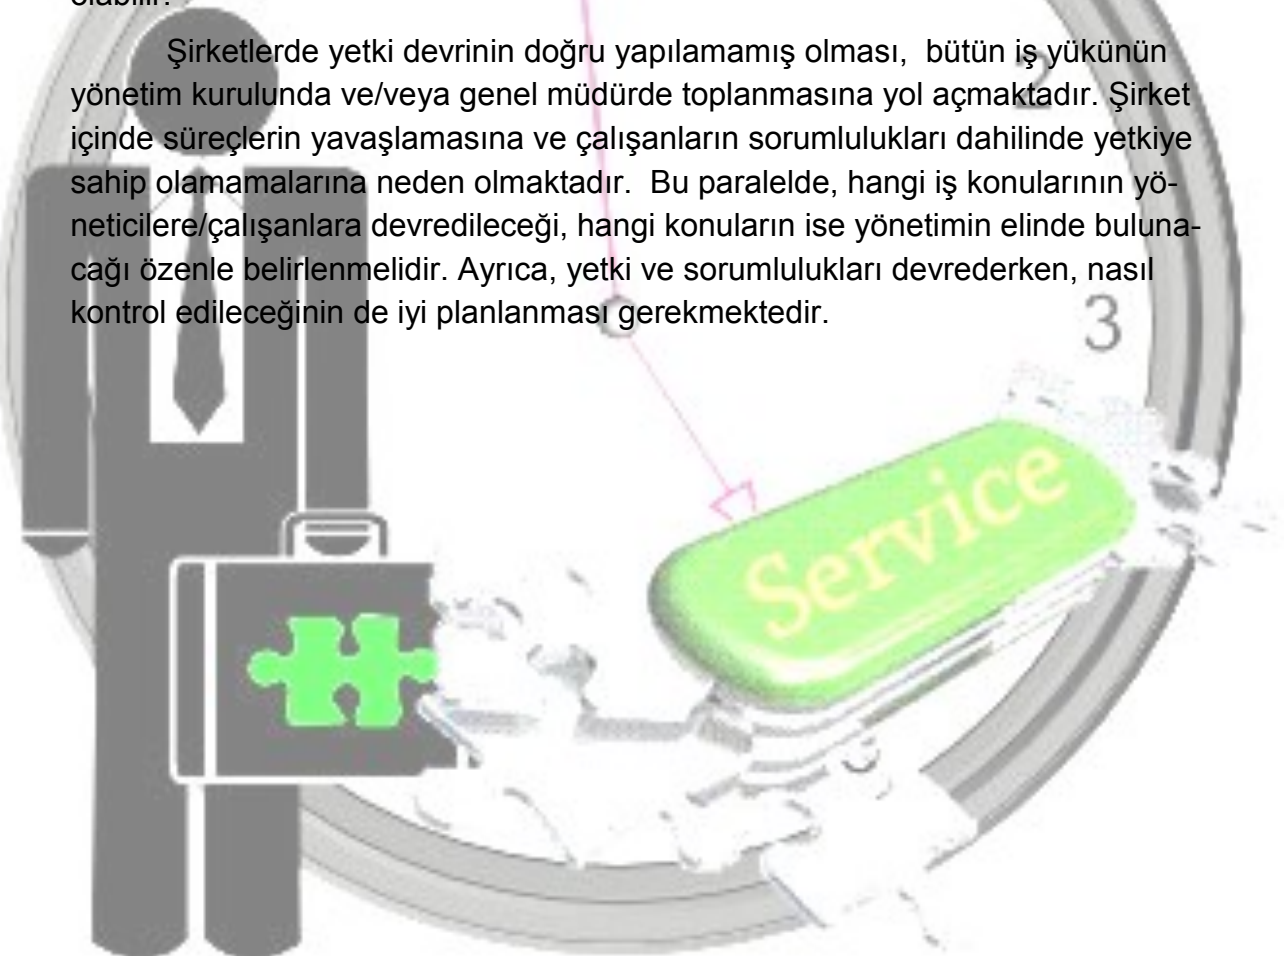 olabilir.
Şirketlerde yetki devrinin doğru yapılamamış olması, bütün iş yükünün
yönetim kurulunda ve/veya genel müdürde toplanmasına yol açmaktadır. Şirket
içinde süreçlerin yavaşlamasına ve çalışanların sorumlulukları dahilinde yetkiye
sahip olamamalarına neden olmaktadır. Bu paralelde, hangi iş konularının yö-
neticilere/çalışanlara devredileceği, hangi konuların ise yönetimin elinde buluna-
cağı özenle belirlenmelidir. Ayrıca, yetki ve sorumlulukları devrederken, nasıl
kontrol edileceğinin de iyi planlanması gerekmektedir.
2
3
Service